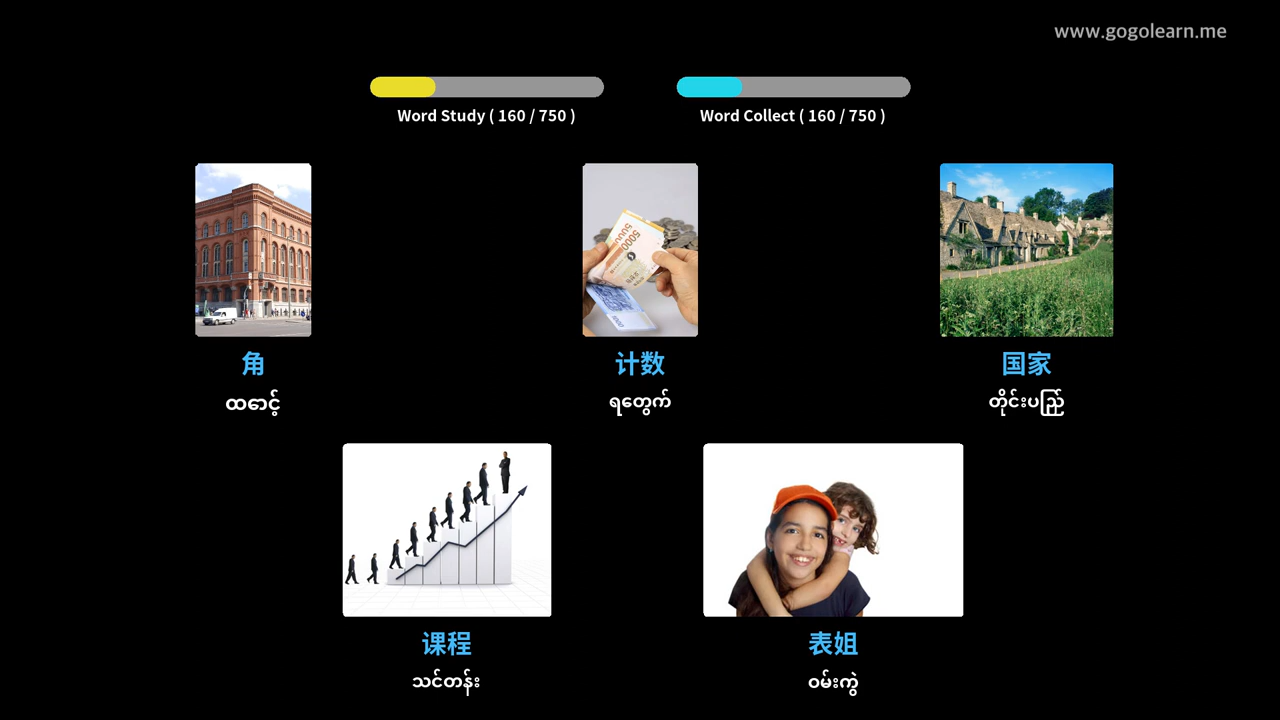 www.gogolearn.me
Word Study ( 160 / 750 )
Word Collect ( 160 / 750 )
角
ထောင့်
计数
ရေတွက်
国家
တိုင်းပြည်
课程
သင်တန်း
表姐
ဝမ်းကွဲ